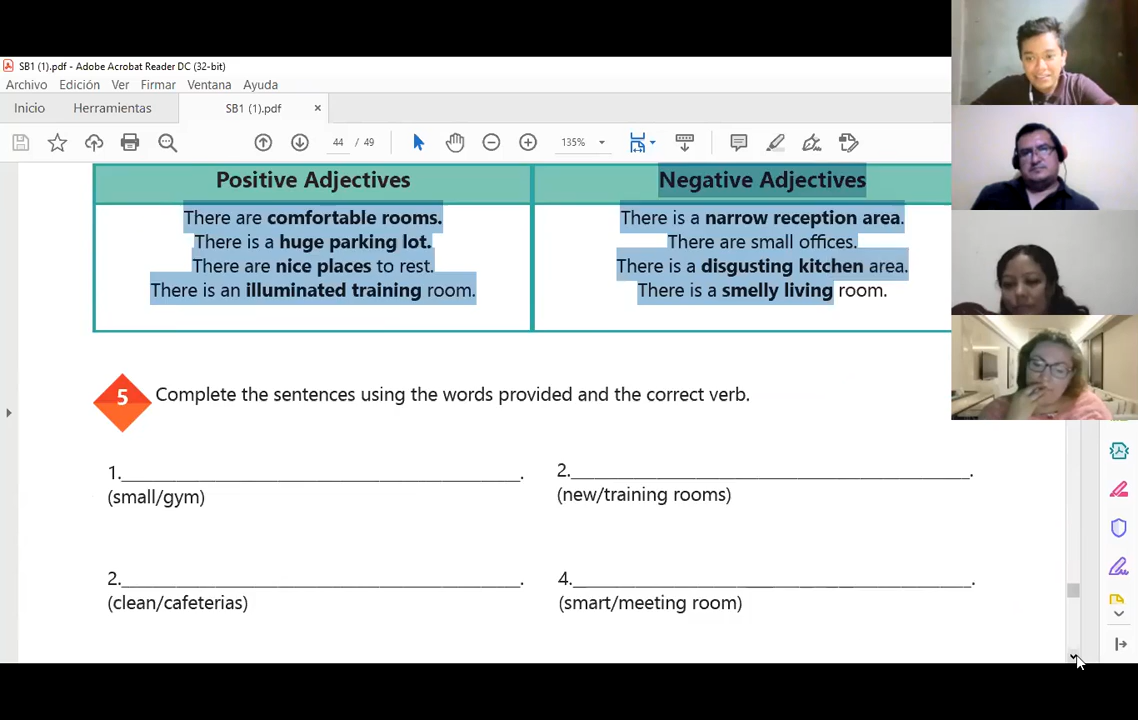 SB1 (1).pdf - Adobe Acrobat Reader DC (32-bit)
Archivo Edición Ver Firmar Ventana Ayuda
Inicio Herramientas SB1 (1).pdf ×
44 / 49 135%
Positive Adjectives
There are comfortable rooms.
There is a huge parking lot.
There are nice places to rest.
There is an illuminated training room.
Negative Adjectives
There is a narrow reception area.
There are small offices.
There is a disgusting kitchen area.
There is a smelly living room.
5 Complete the sentences using the words provided and the correct verb.
1.________________________________________.
(small/gym)
2.________________________________________.
(new/training rooms)
2.________________________________________.
(clean/cafeterias)
4.________________________________________.
(smart/meeting room)